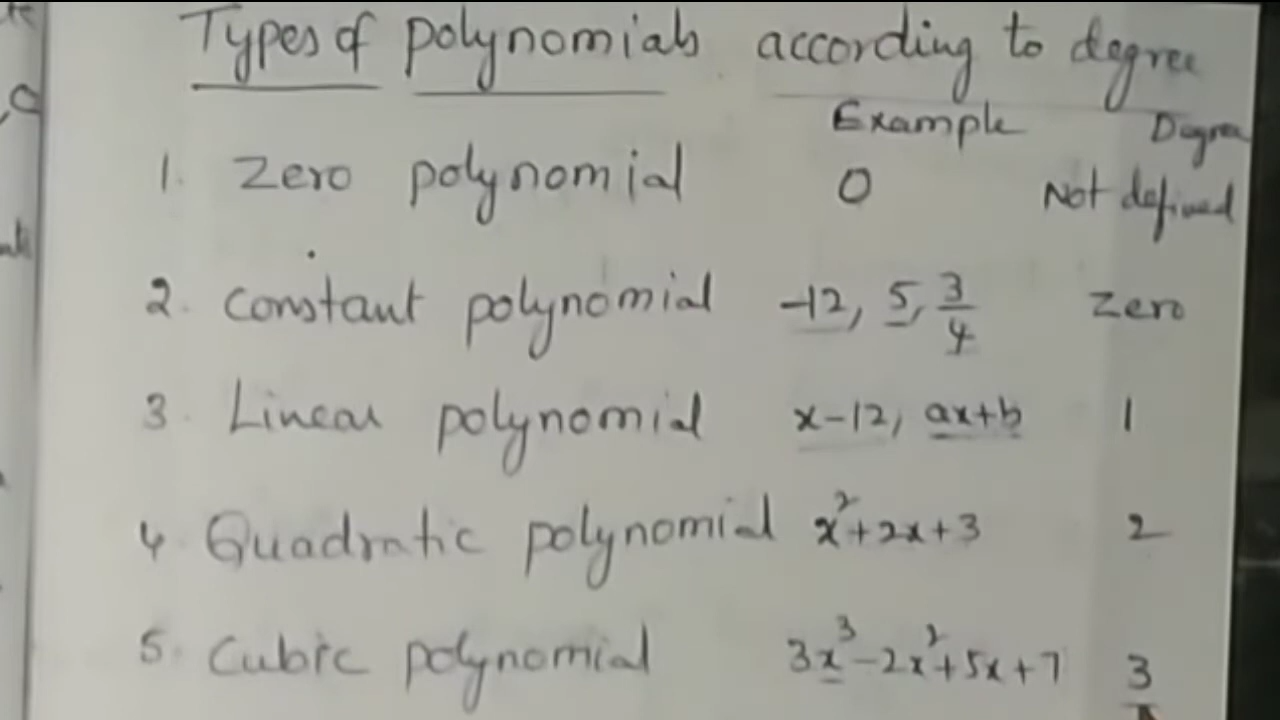 Types of polynomials according to degree
Example Degree
1. Zero polynomial 0 Not defined
2. Constant polynomial -12, 5, 3/4 Zero
3. Linear polynomial x-12, ax+b 1
4. Quadratic polynomial x²+2x+3 2
5. Cubic polynomial 3x³-2x²+5x+7 3